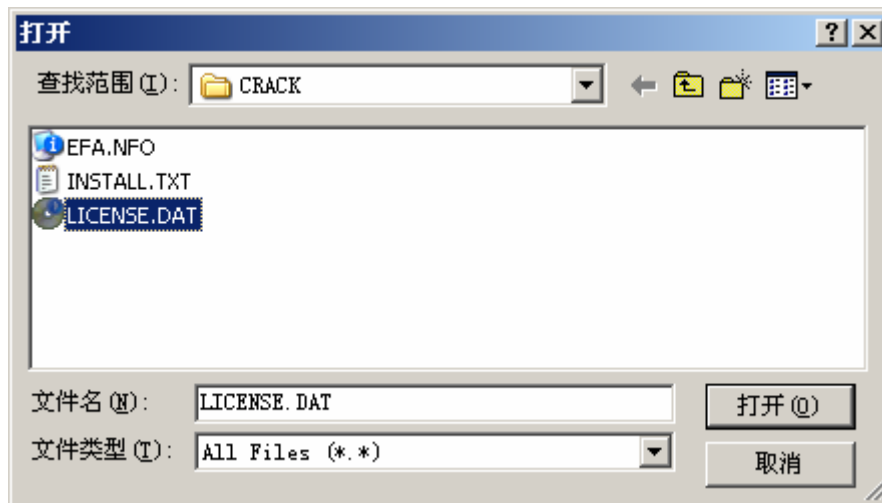 打开
查找范围(I): CRACK
EFA.NFO
INSTALL.TXT
LICENSE.DAT
文件名(N): LICENSE.DAT 打开(O)
文件类型(T): All Files (*.*) 取消